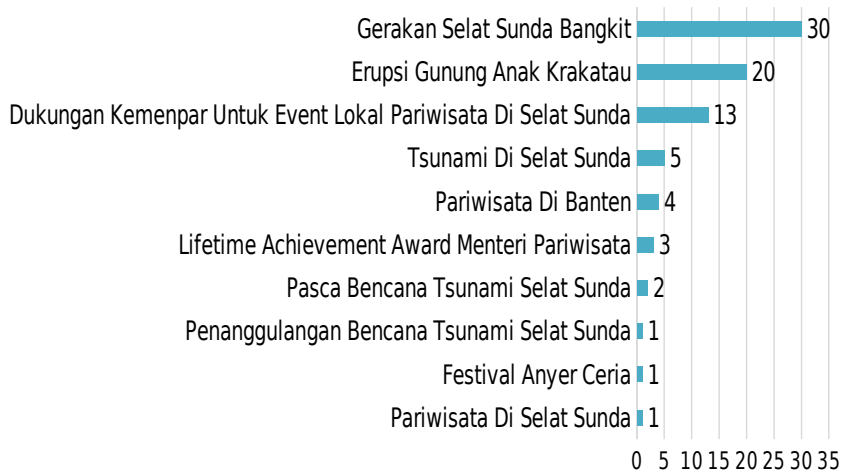 Gerakan Selat Sunda Bangkit 30
Erupsi Gunung Anak Krakatau 20
Dukungan Kemenpar Untuk Event Lokal Pariwisata Di Selat Sunda 13
Tsunami Di Selat Sunda 5
Pariwisata Di Banten 4
Lifetime Achievement Award Menteri Pariwisata 3
Pasca Bencana Tsunami Selat Sunda 2
Penanggulangan Bencana Tsunami Selat Sunda 1
Festival Anyer Ceria 1
Pariwisata Di Selat Sunda 1
0 5 10 15 20 25 30 35